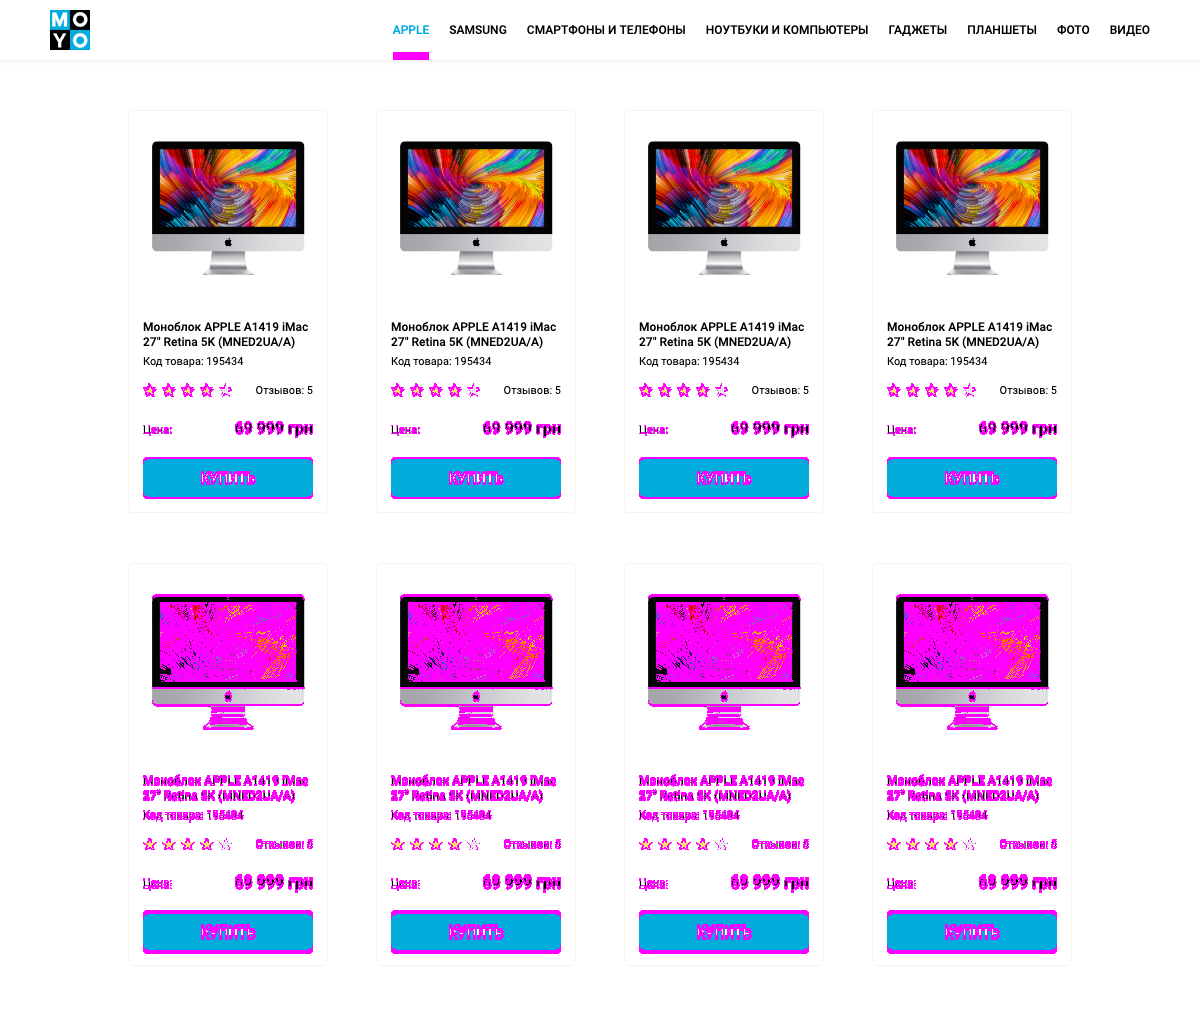 MO
YO
APPLE SAMSUNG СМАРТФОНЫ И ТЕЛЕФОНЫ НОУТБУКИ И КОМПЬЮТЕРЫ ГАДЖЕТЫ ПЛАНШЕТЫ ФОТО ВИДЕО
Моноблок APPLE A1419 iMac Моноблок APPLE A1419 iMac Моноблок APPLE A1419 iMac Моноблок APPLE A1419 iMac
27" Retina 5K (MNED2UA/A) 27" Retina 5K (MNED2UA/A) 27" Retina 5K (MNED2UA/A) 27" Retina 5K (MNED2UA/A)
Код товара: 195434 Код товара: 195434 Код товара: 195434 Код товара: 195434
Отзывов: 5 Отзывов: 5 Отзывов: 5 Отзывов: 5
Цена: 69 999 грн Цена: 69 999 грн Цена: 69 999 грн Цена: 69 999 грн
КУПИТЬ КУПИТЬ КУПИТЬ КУПИТЬ
Моноблок APPLE A1419 iMac Моноблок APPLE A1419 iMac Моноблок APPLE A1419 iMac Моноблок APPLE A1419 iMac
27" Retina 5K (MNED2UA/A) 27" Retina 5K (MNED2UA/A) 27" Retina 5K (MNED2UA/A) 27" Retina 5K (MNED2UA/A)
Код товара: 195434 Код товара: 195434 Код товара: 195434 Код товара: 195434
Отзывов: 5 Отзывов: 5 Отзывов: 5 Отзывов: 5
Цена: 69 999 грн Цена: 69 999 грн Цена: 69 999 грн Цена: 69 999 грн
КУПИТЬ КУПИТЬ КУПИТЬ КУПИТЬ